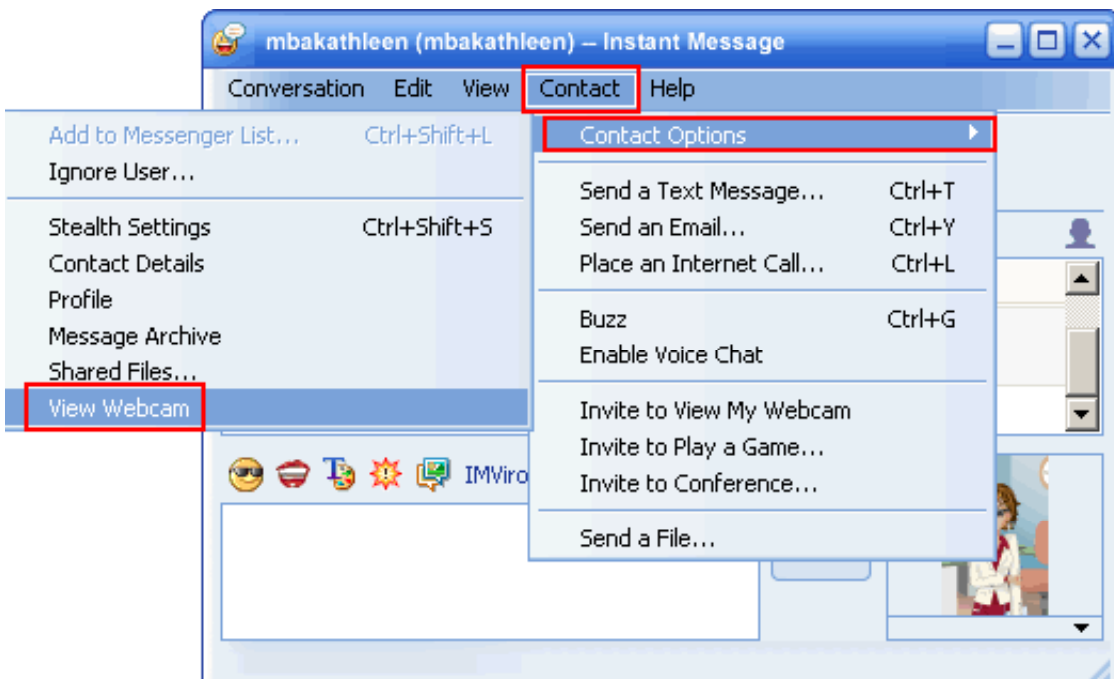 mbakathleen (mbakathleen) -- Instant Message
Conversation Edit View Contact Help
Add to Messenger List... Ctrl+Shift+L
Ignore User...
Stealth Settings Ctrl+Shift+S
Contact Details
Profile
Message Archive
Shared Files...
View Webcam
Contact Options
Send a Text Message... Ctrl+T
Send an Email... Ctrl+Y
Place an Internet Call... Ctrl+L
Buzz Ctrl+G
Enable Voice Chat
Invite to View My Webcam
Invite to Play a Game...
Invite to Conference...
Send a File...
IMViro